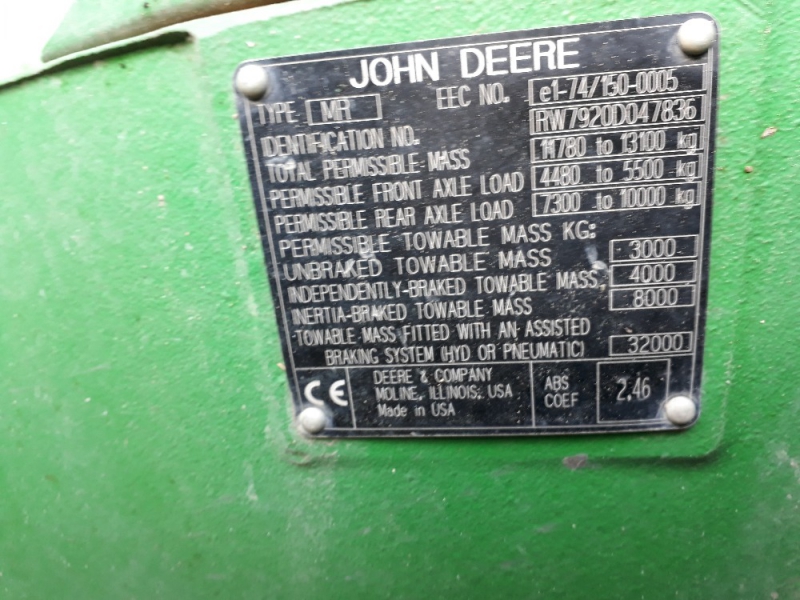 JOHN DEERE
TYPE MR EEC NO. e1-74/150-0005
IDENTIFICATION NO. RW7920D047836
TOTAL PERMISSIBLE MASS 11780 to 13100 kg
PERMISSIBLE FRONT AXLE LOAD 4480 to 5500 kg
PERMISSIBLE REAR AXLE LOAD 7300 to 10000 kg
PERMISSIBLE TOWABLE MASS KG:
UNBRAKED TOWABLE MASS 3000
INDEPENDENTLY-BRAKED TOWABLE MASS 4000
INERTIA-BRAKED TOWABLE MASS 8000
TOWABLE MASS FITTED WITH AN ASSISTED
BRAKING SYSTEM (HYD OR PNEUMATIC) 32000
CE
DEERE & COMPANY
MOLINE, ILLINOIS, USA
Made in USA
ABS
COEF
2,46